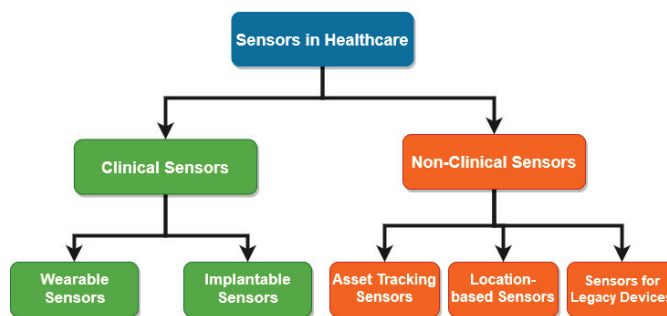 Sensors in Healthcare
Clinical Sensors
Non-Clinical Sensors
Wearable
Sensors
Implantable
Sensors
Asset Tracking
Sensors
Location-
based Sensors
Sensors for
Legacy Devices